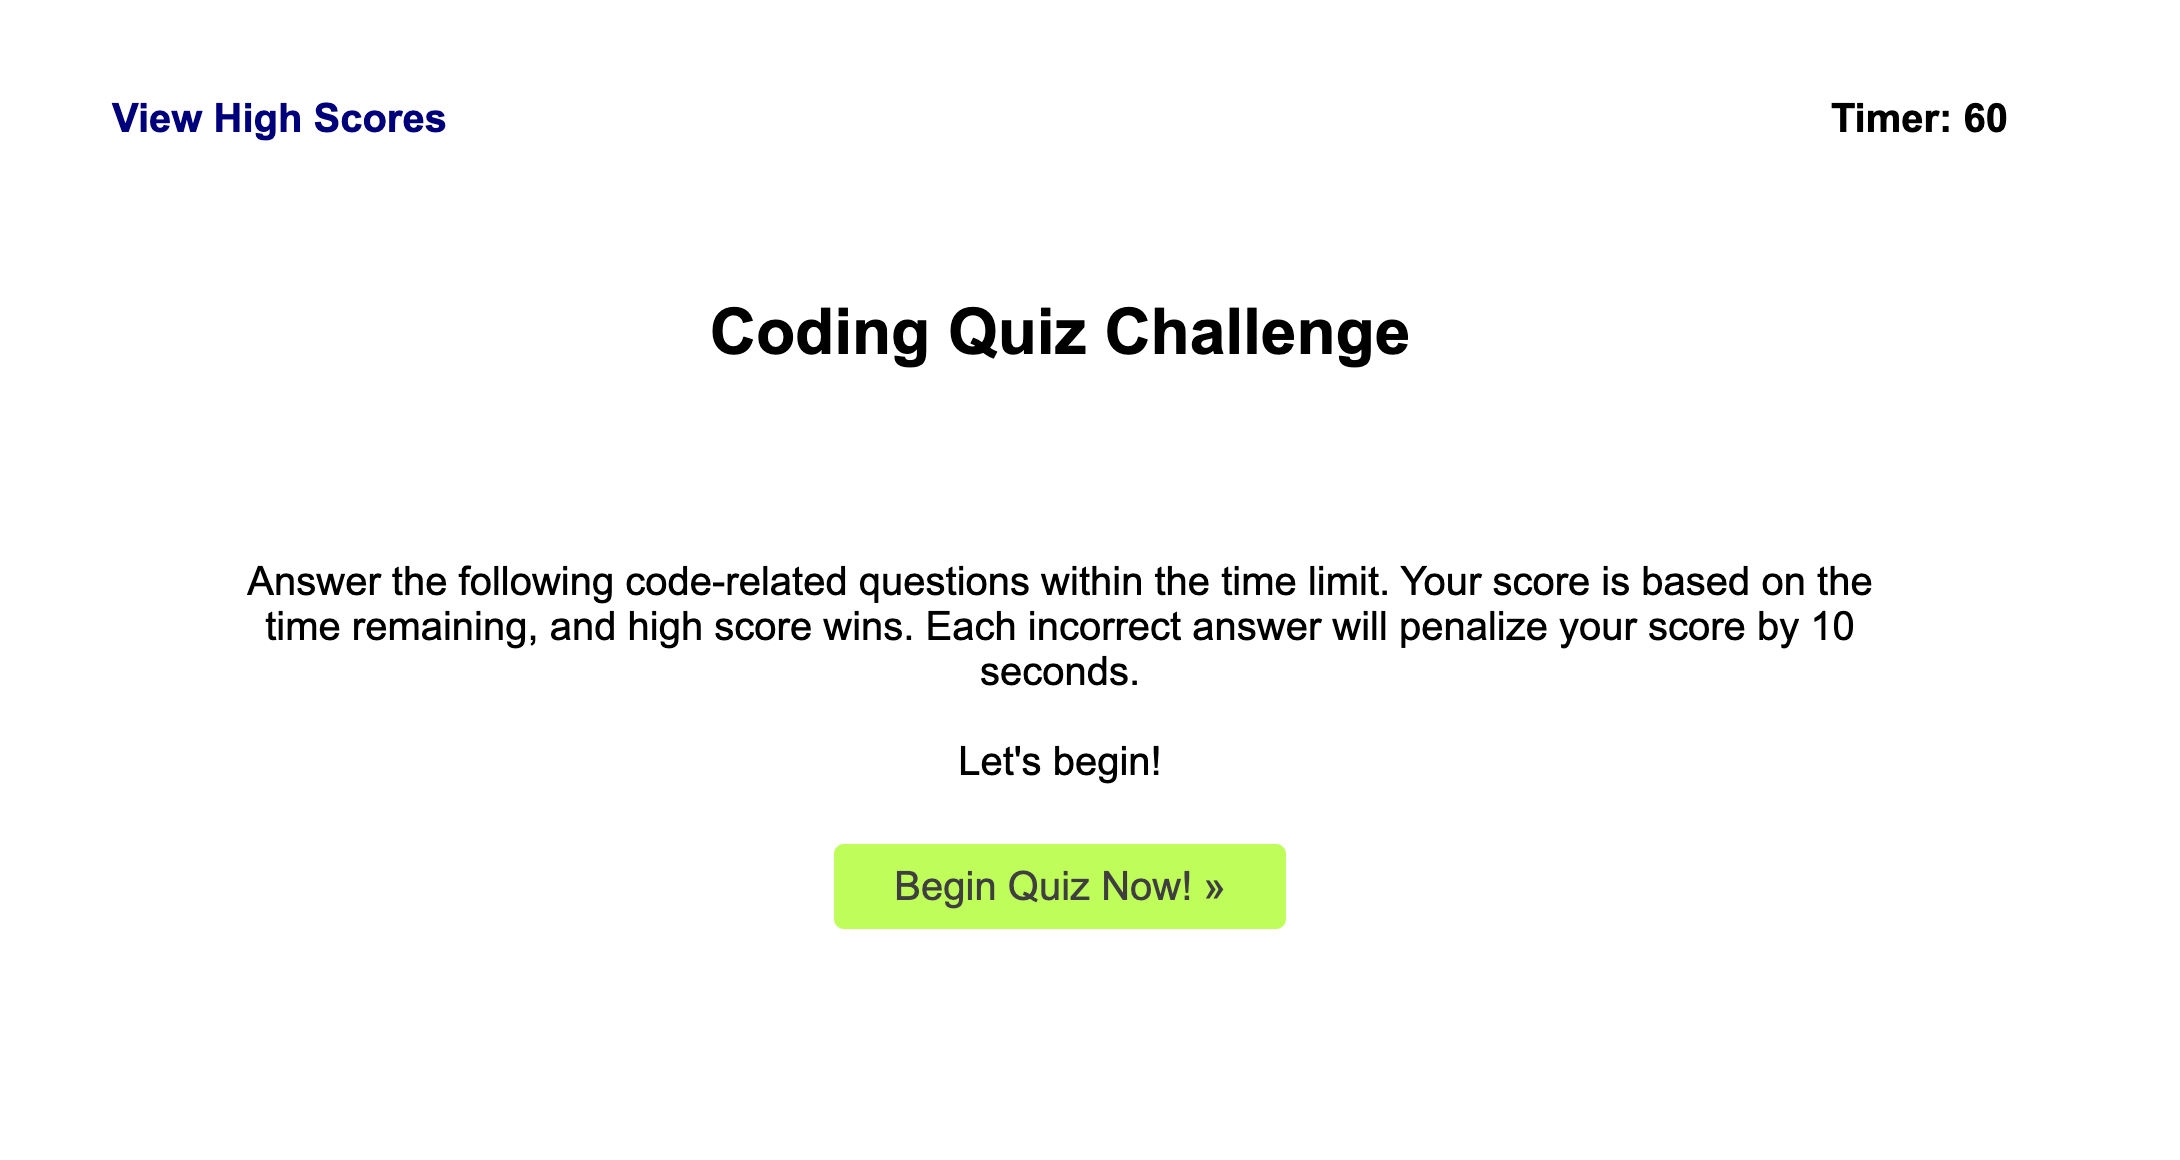 View High Scores
Timer: 60
Coding Quiz Challenge
Answer the following code-related questions within the time limit. Your score is based on the
time remaining, and high score wins. Each incorrect answer will penalize your score by 10
seconds.
Let's begin!
Begin Quiz Now! »